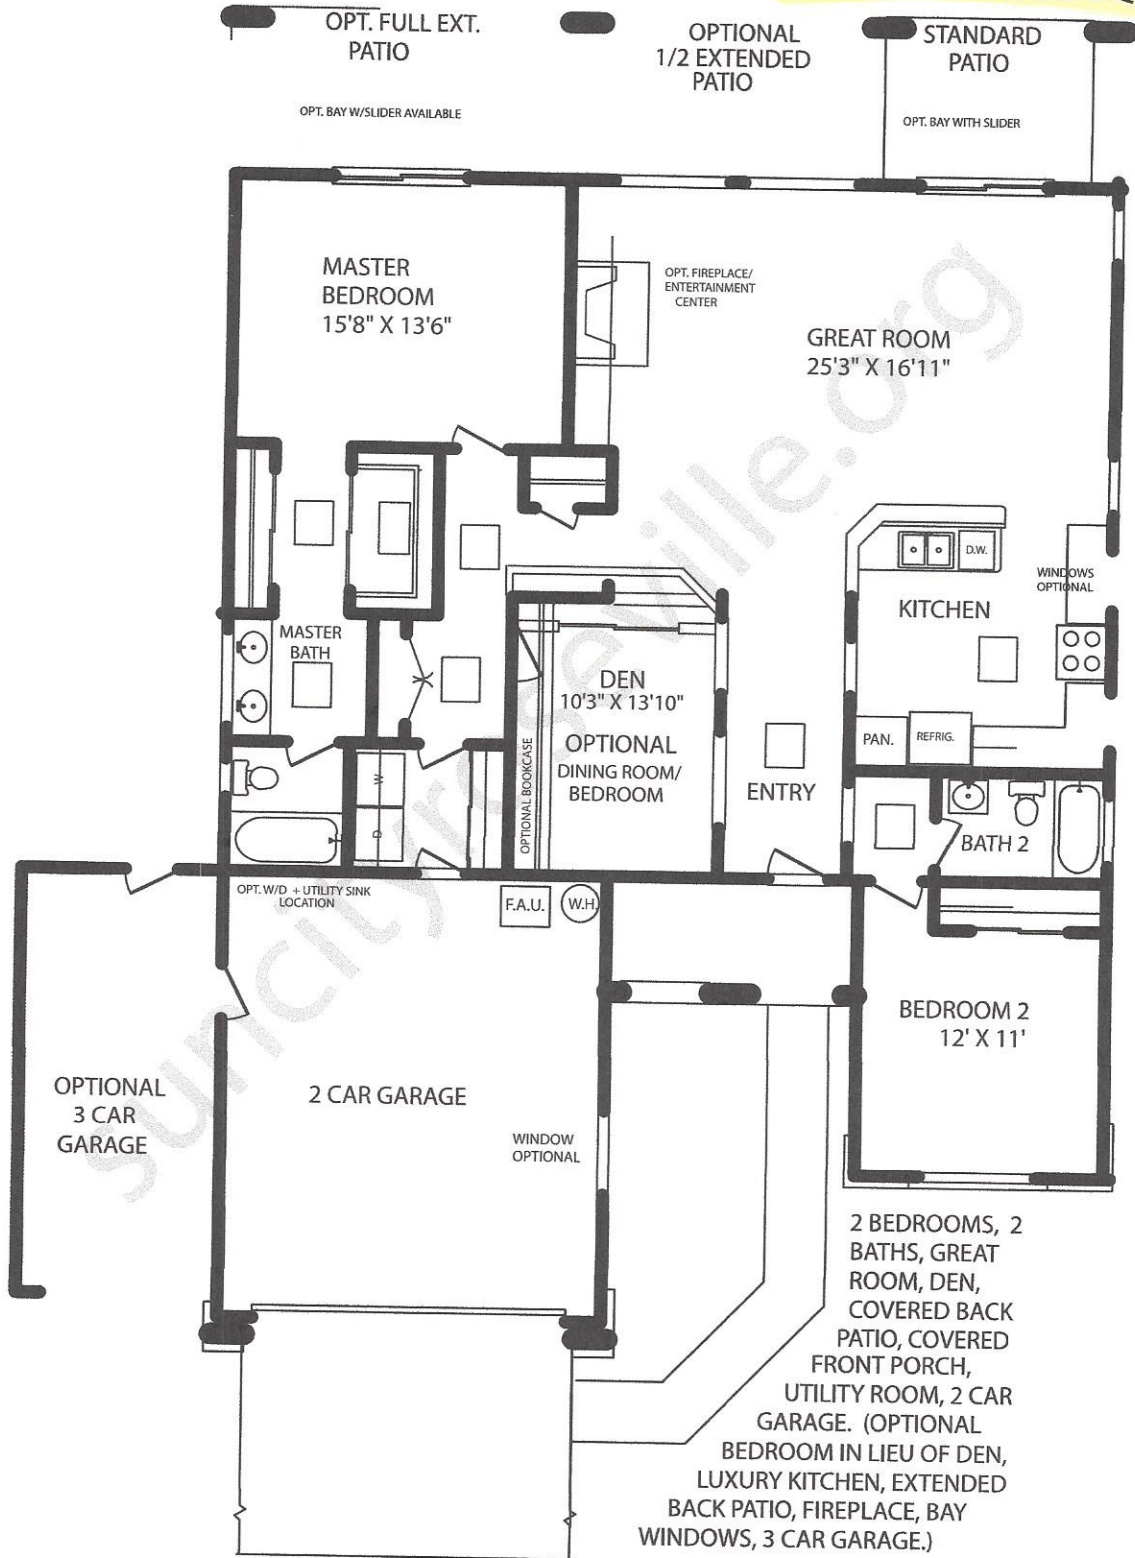 OPT. FULL EXT.
PATIO
OPTIONAL
1/2 EXTENDED
PATIO
STANDARD
PATIO
OPT. BAY W/SLIDER AVAILABLE
OPT. BAY WITH SLIDER
MASTER
BEDROOM
15'8" X 13'6"
OPT. FIREPLACE/
ENTERTAINMENT
CENTER
GREAT ROOM
25'3" X 16'11"
D.W.
WINDOWS
OPTIONAL
KITCHEN
MASTER
BATH
DEN
10'3" X 13'10"
OPTIONAL
DINING ROOM/
BEDROOM
OPTIONAL BOOKCASE
PAN.
REFRIG.
W
D
ENTRY
BATH 2
OPT. W/D + UTILITY SINK
LOCATION
F.A.U.
W.H.
BEDROOM 2
12' X 11'
OPTIONAL
3 CAR
GARAGE
2 CAR GARAGE
WINDOW
OPTIONAL
2 BEDROOMS, 2
BATHS, GREAT
ROOM, DEN,
COVERED BACK
PATIO, COVERED
FRONT PORCH,
UTILITY ROOM, 2 CAR
GARAGE. (OPTIONAL
BEDROOM IN LIEU OF DEN,
LUXURY KITCHEN, EXTENDED
BACK PATIO, FIREPLACE, BAY
WINDOWS, 3 CAR GARAGE.)
suncityroseville.org